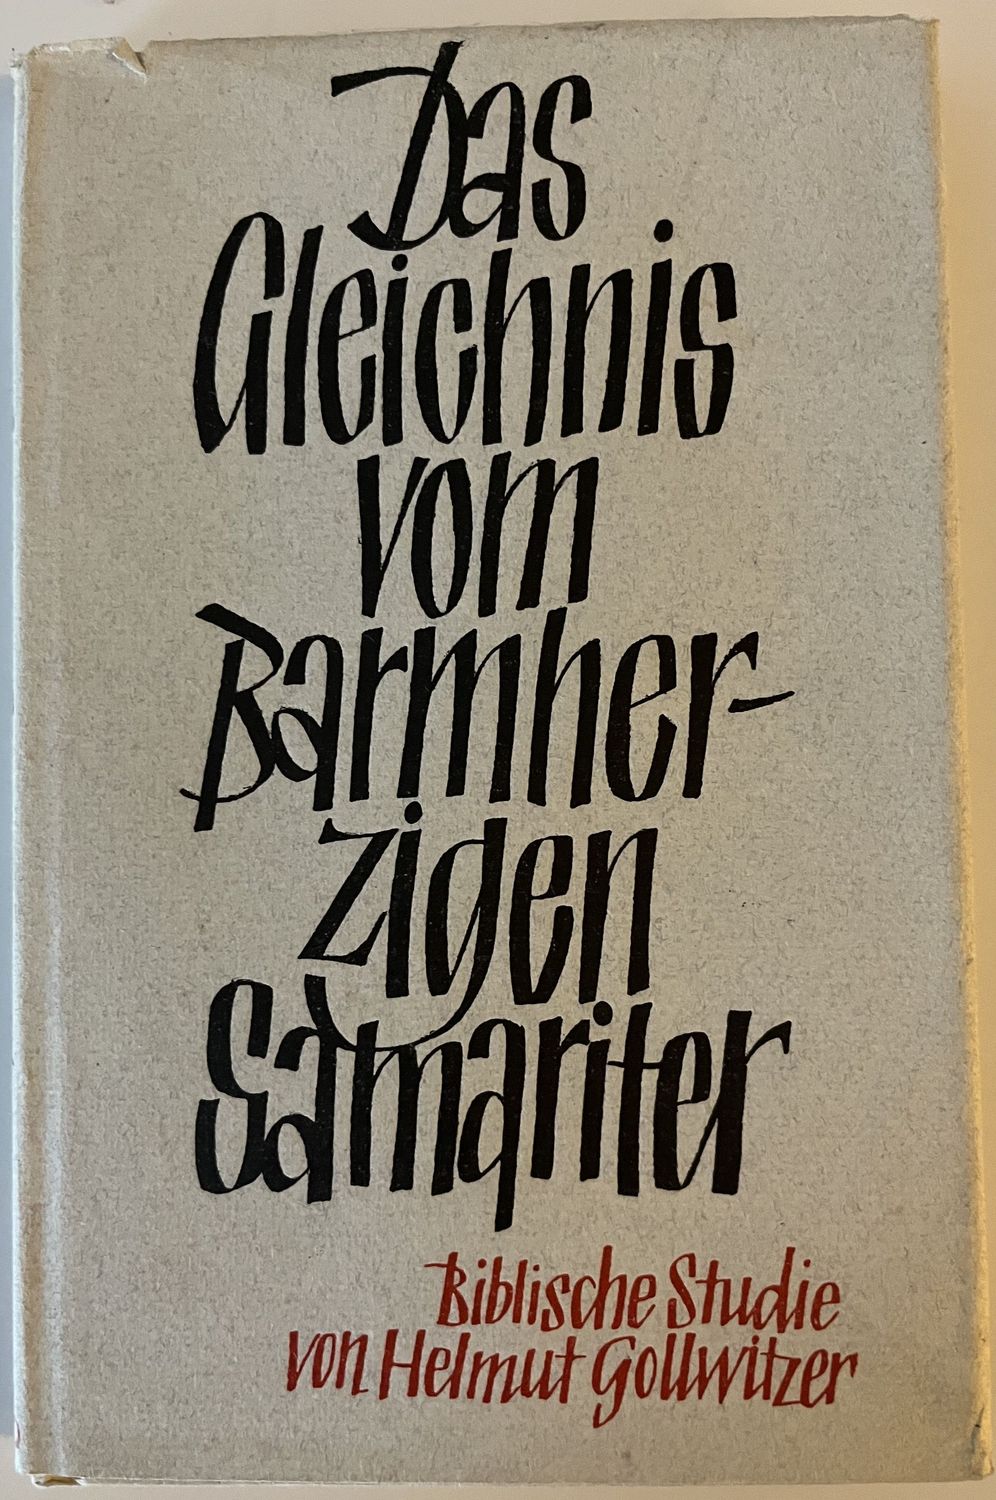 Das
Gleichnis
vom
Barmher-
zigen
Samariter
Biblische Studie
von Helmut Gollwitzer